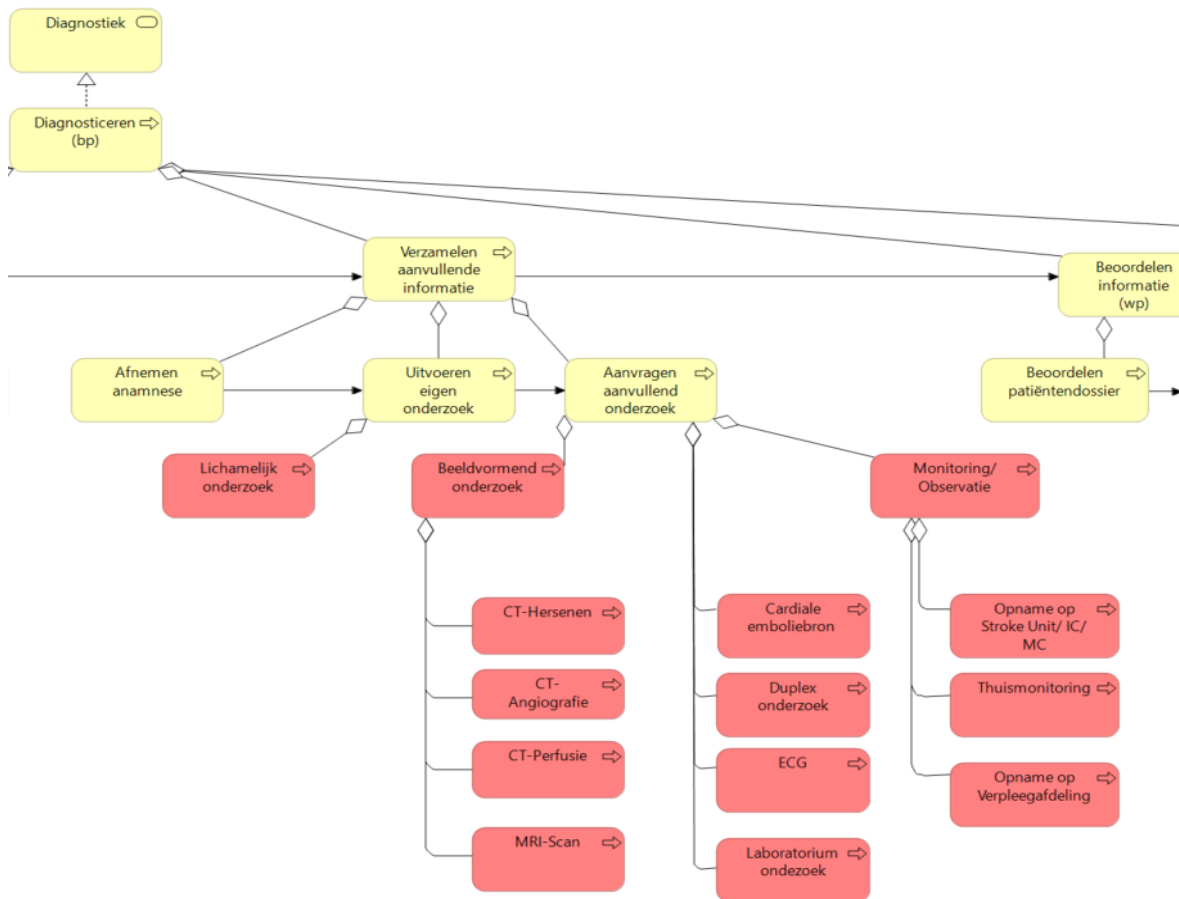 Diagnostiek
Diagnosticeren
(bp)
Verzamelen
aanvullende
informatie
Beoordelen
informatie
(wp)
Afnemen
anamnese
Uitvoeren
eigen
onderzoek
Aanvragen
aanvullend
onderzoek
Beoordelen
patiëntendossier
Lichamelijk
onderzoek
Beeldvormend
onderzoek
Monitoring/
Observatie
CT-Hersenen
Cardiale
emboliebron
Opname op
Stroke Unit/ IC/
MC
CT-
Angiografie
Duplex
onderzoek
Thuismonitoring
CT-Perfusie
ECG
Opname op
Verpleegafdeling
MRI-Scan
Laboratorium
ondezoek